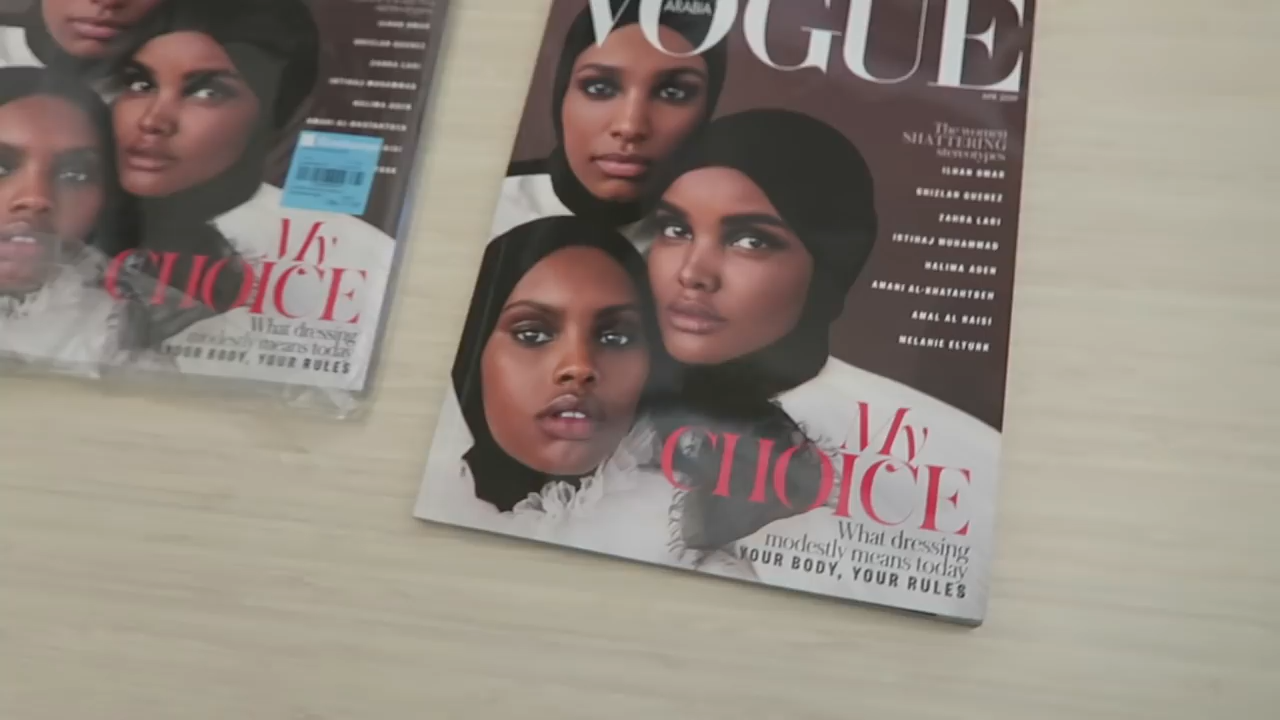 My
CHOICE
What dressing
modestly means today
YOUR BODY, YOUR RULES
VOGUE
ARABIA
The women
SHATTERING
stereotypes
ILHAN OMAR
GHIZLAN GUENEZ
ZAHRA LARI
IBTIHAJ MUHAMMAD
HALIMA ADEN
AMANI AL-KHATAHTBEH
AMAL AL RAISI
MELANIE ELTURK
My
CHOICE
What dressing
modestly means today
YOUR BODY, YOUR RULES